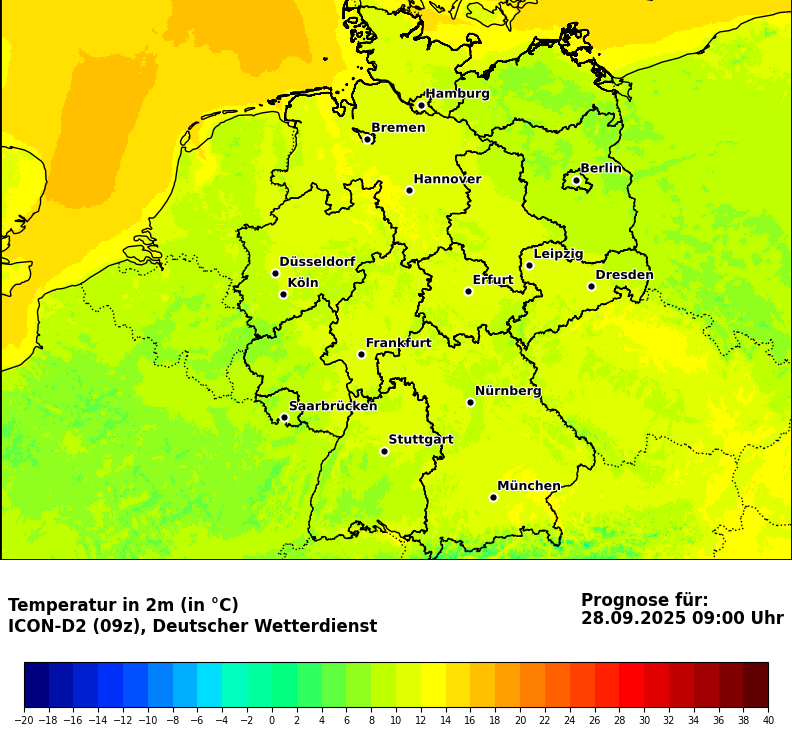 Hamburg
Bremen
Berlin
Hannover
Düsseldorf
Leipzig
Köln
Erfurt
Dresden
Frankfurt
Nürnberg
Saarbrücken
Stuttgart
München
Temperatur in 2m (in °C)
ICON-D2 (09z), Deutscher Wetterdienst
Prognose für:
28.09.2025 09:00 Uhr
−20 −18 −16 −14 −12 −10 −8 −6 −4 −2 0 2 4 6 8 10 12 14 16 18 20 22 24 26 28 30 32 34 36 38 40